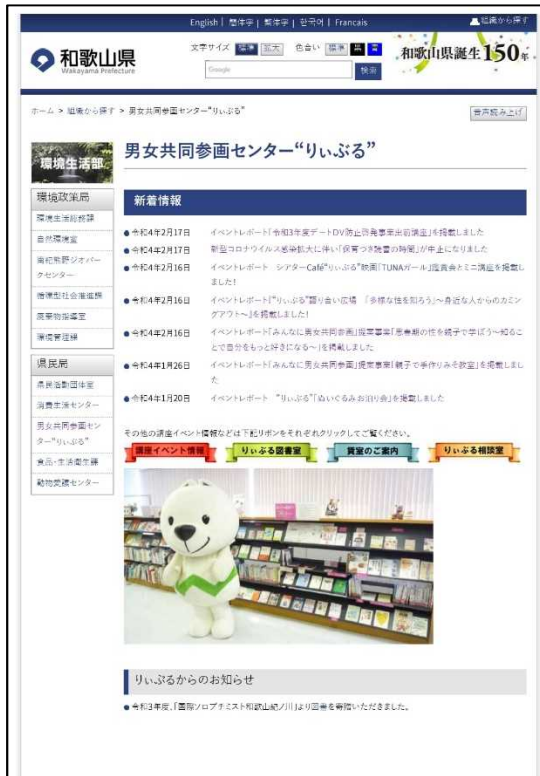 English | 簡体字 | 繁体字 | 한국어 | Francais
組織から探す
和歌山県
Wakayama Prefecture
文字サイズ 標準 拡大 色合い 標準 黒 青
Google 検索
和歌山県誕生150年
ホーム > 組織から探す > 男女共同参画センター“りぃぶる”
音声読み上げ
環境生活部
環境政策局
環境生活総務課
自然環境室
南紀熊野ジオパークセンター
循環型社会推進課
廃棄物指導室
環境管理課
県民局
県民活動団体室
消費生活センター
男女共同参画センター“りぃぶる”
食品・生活衛生課
動物愛護センター
男女共同参画センター“りぃぶる”
新着情報
令和4年2月17日 イベントレポート「令和3年度デートDV防止啓発事業出前講座」を掲載しました
令和4年2月17日 新型コロナウイルス感染拡大に伴い「保育つき読書の時間」が中止になりました
令和4年2月16日 イベントレポート シアターCafé“りぃぶる”映画「TUNAガール」鑑賞会とミニ講座を掲載しました!
令和4年2月16日 イベントレポート「“りぃぶる”語り合い広場 「多様な性を知ろう」~身近な人からのカミングアウト~」を掲載しました!
令和4年2月16日 イベントレポート「みんなに男女共同参画」提案事業「思春期の性を親子で学ぼう~知ることで自分をもっと好きになる~」を掲載しました
令和4年1月26日 イベントレポート「みんなに男女共同参画」提案事業「親子で手作りみそ教室」を掲載しました
令和4年1月20日 イベントレポート “りぃぶる”「ぬいぐるみお泊り会」を掲載しました
その他の講座イベント情報などは下記リボンをそれぞれクリックしてご覧ください。
講座イベント情報 りぃぶる図書室 貸室のご案内 りぃぶる相談室
りぃぶるからのお知らせ
令和3年度、「国際ソロプチミスト和歌山紀ノ川」より図書を寄贈いただきました。